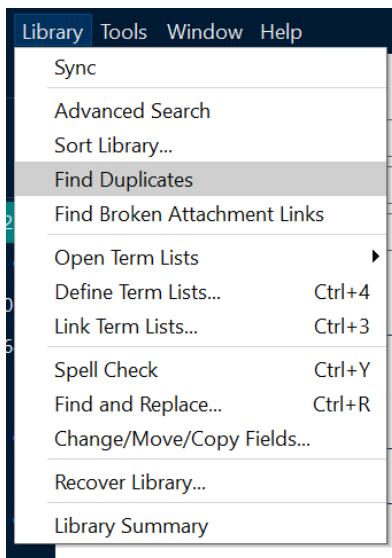 Library Tools Window Help
Sync
Advanced Search
Sort Library...
Find Duplicates
Find Broken Attachment Links
Open Term Lists
Define Term Lists... Ctrl+4
Link Term Lists... Ctrl+3
Spell Check Ctrl+Y
Find and Replace... Ctrl+R
Change/Move/Copy Fields...
Recover Library...
Library Summary